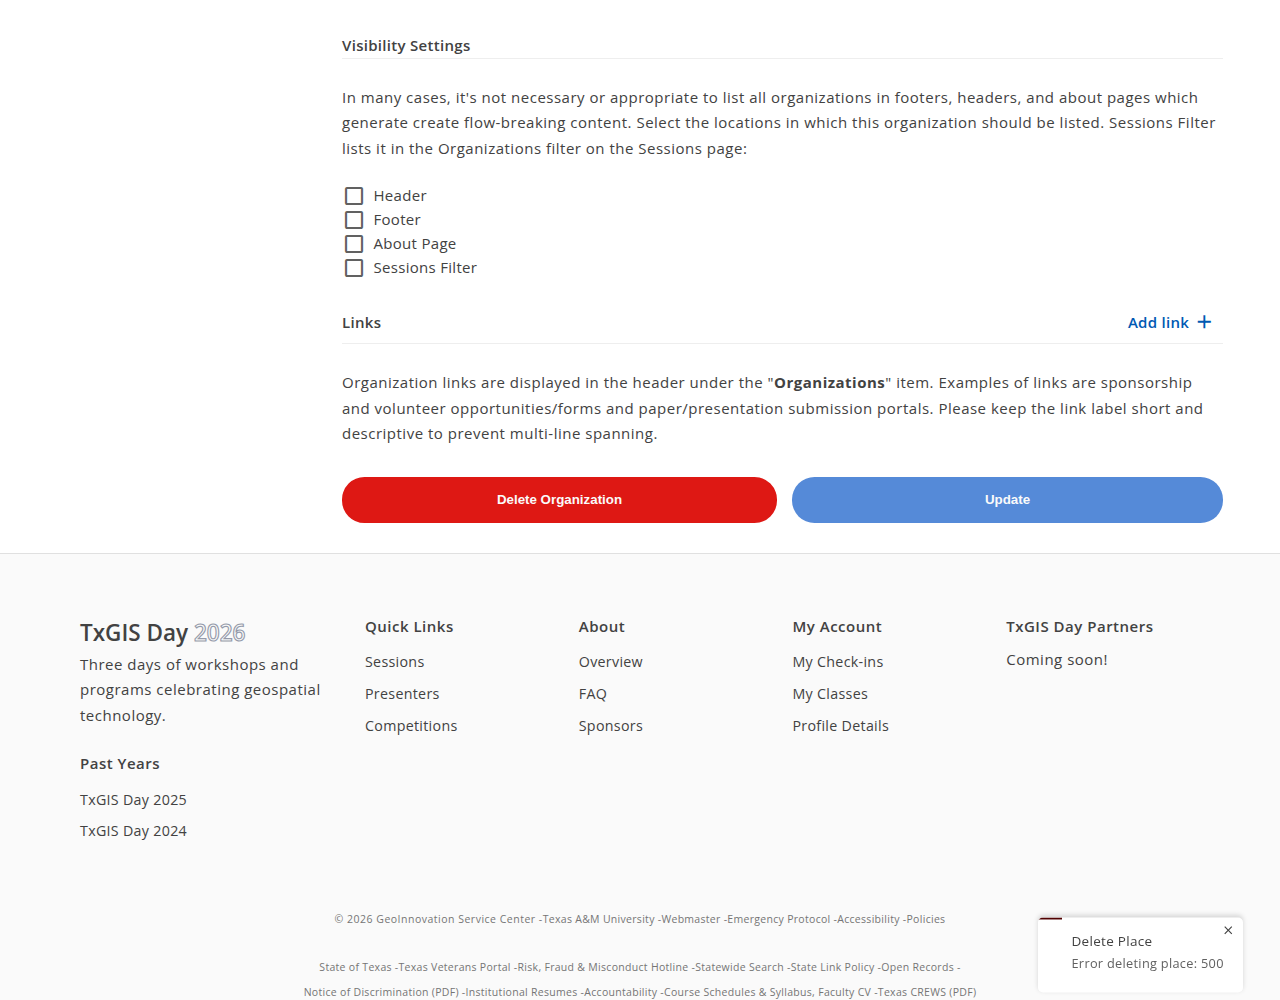 Visibility Settings
In many cases, it's not necessary or appropriate to list all organizations in footers, headers, and about pages which
generate create flow-breaking content. Select the locations in which this organization should be listed. Sessions Filter
lists it in the Organizations filter on the Sessions page:
Header
Footer
About Page
Sessions Filter
Links
Add link +
Organization links are displayed in the header under the "Organizations" item. Examples of links are sponsorship
and volunteer opportunities/forms and paper/presentation submission portals. Please keep the link label short and
descriptive to prevent multi-line spanning.
Delete Organization
Update
TxGIS Day 2026
Three days of workshops and
programs celebrating geospatial
technology.
Past Years
TxGIS Day 2025
TxGIS Day 2024
Quick Links
Sessions
Presenters
Competitions
About
Overview
FAQ
Sponsors
My Account
My Check-ins
My Classes
Profile Details
TxGIS Day Partners
Coming soon!
© 2026 GeoInnovation Service Center -Texas A&M University -Webmaster -Emergency Protocol -Accessibility -Policies
State of Texas -Texas Veterans Portal -Risk, Fraud & Misconduct Hotline -Statewide Search -State Link Policy -Open Records -
Notice of Discrimination (PDF) -Institutional Resumes -Accountability -Course Schedules & Syllabus, Faculty CV -Texas CREWS (PDF)
Delete Place
Error deleting place: 500